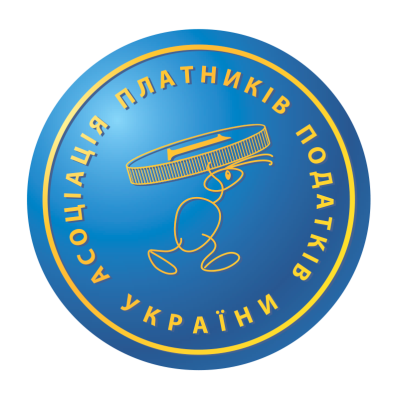 АСОЦІАЦІЯ ПЛАТНИКІВ ПОДАТКІВ
УКРАЇНИ